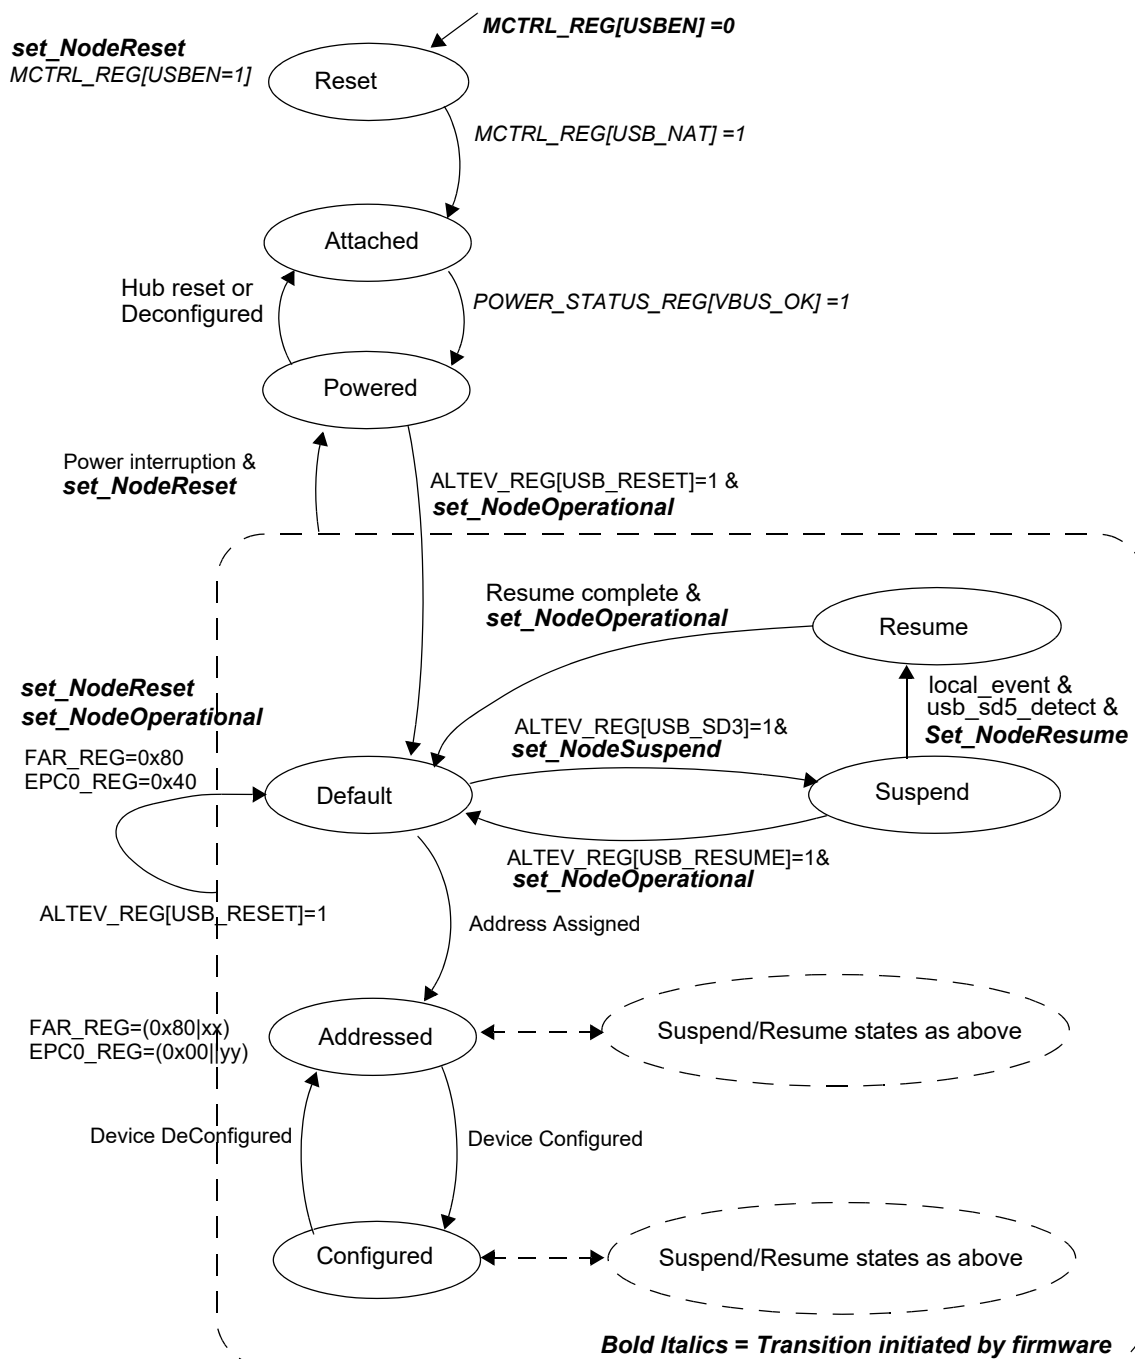 MCTRL_REG[USBEN] =0
set_NodeReset
MCTRL_REG[USBEN=1]
Reset
MCTRL_REG[USB_NAT] =1
Attached
Hub reset or
Deconfigured
POWER_STATUS_REG[VBUS_OK] =1
Powered
Power interruption &
set_NodeReset
ALTEV_REG[USB_RESET]=1 &
set_NodeOperational
Resume complete &
set_NodeOperational
Resume
local_event &
usb_sd5_detect &
Set_NodeResume
set_NodeReset
set_NodeOperational
FAR_REG=0x80
EPC0_REG=0x40
ALTEV_REG[USB_SD3]=1&
set_NodeSuspend
Default
Suspend
ALTEV_REG[USB_RESUME]=1&
set_NodeOperational
ALTEV_REG[USB_RESET]=1
Address Assigned
FAR_REG=(0x80|xx)
EPC0_REG=(0x00||yy)
Addressed
Suspend/Resume states as above
Device DeConfigured
Device Configured
Configured
Suspend/Resume states as above
Bold Italics = Transition initiated by firmware